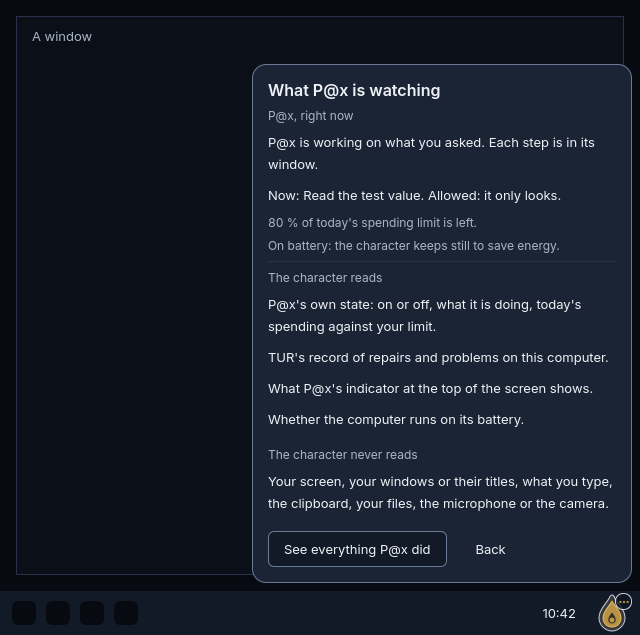 A window
What P@x is watching
P@x, right now
P@x is working on what you asked. Each step is in its
window.
Now: Read the test value. Allowed: it only looks.
80 % of today's spending limit is left.
On battery: the character keeps still to save energy.
The character reads
P@x's own state: on or off, what it is doing, today's
spending against your limit.
TUR's record of repairs and problems on this computer.
What P@x's indicator at the top of the screen shows.
Whether the computer runs on its battery.
The character never reads
Your screen, your windows or their titles, what you type,
the clipboard, your files, the microphone or the camera.
See everything P@x did
Back
10:42